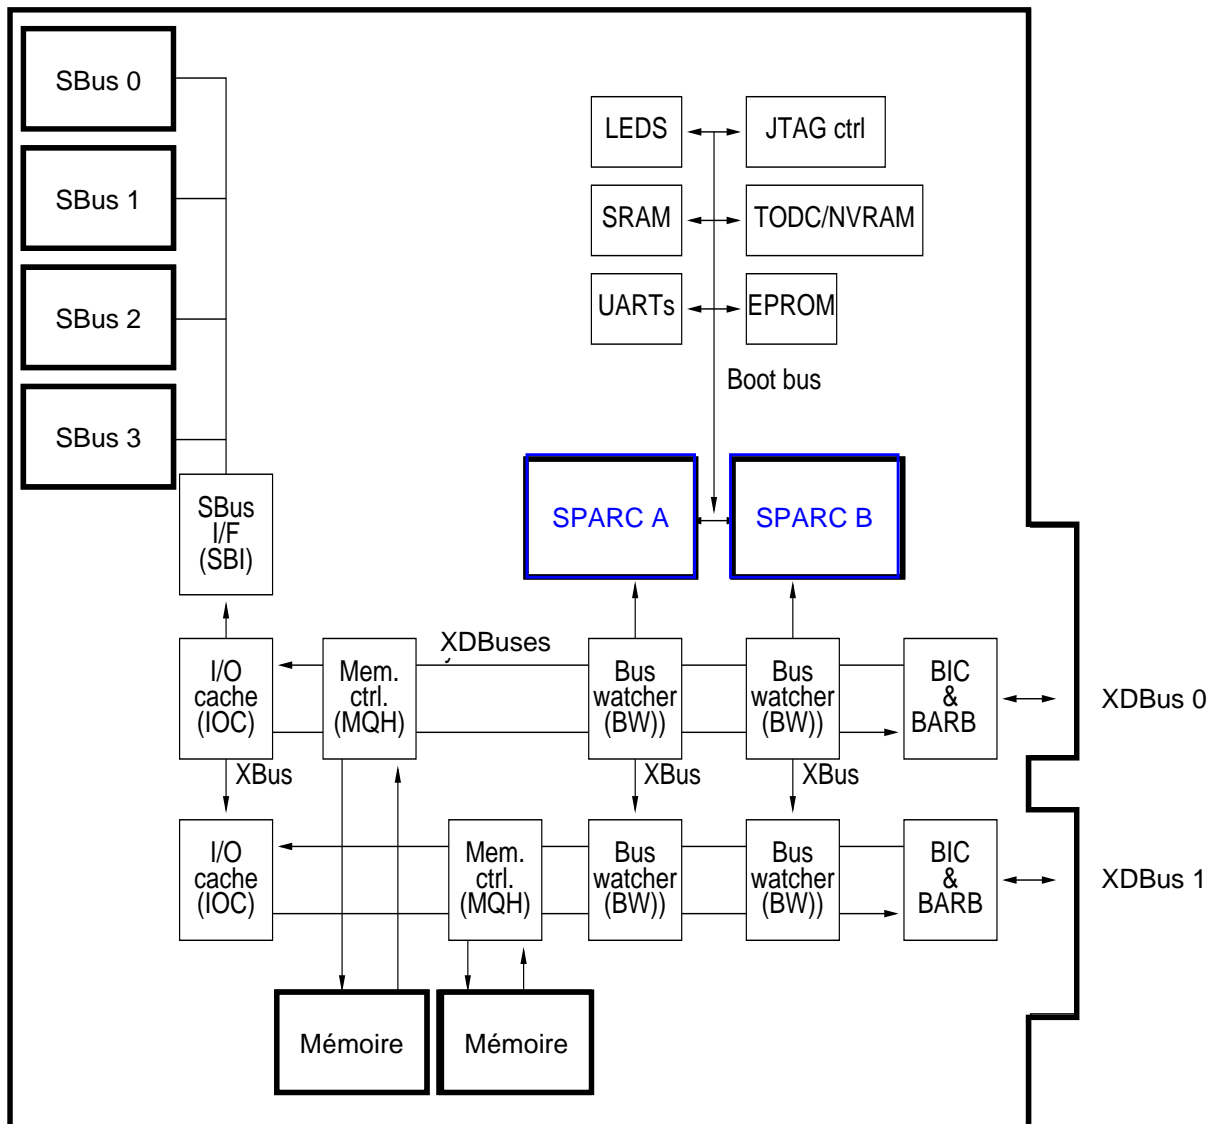 SBus 0
SBus 1
SBus 2
SBus 3
LEDS
JTAG ctrl
SRAM
TODC/NVRAM
UARTs
EPROM
Boot bus
SPARC A
SPARC B
SBus
I/F
(SBI)
XDBuses
I/O
cache
(IOC)
Mem.
ctrl.
(MQH)
Bus
watcher
(BW))
Bus
watcher
(BW))
BIC
&
BARB
XDBus 0
XBus
XBus
XBus
I/O
cache
(IOC)
Mem.
ctrl.
(MQH)
Bus
watcher
(BW))
Bus
watcher
(BW))
BIC
&
BARB
XDBus 1
Mémoire
Mémoire